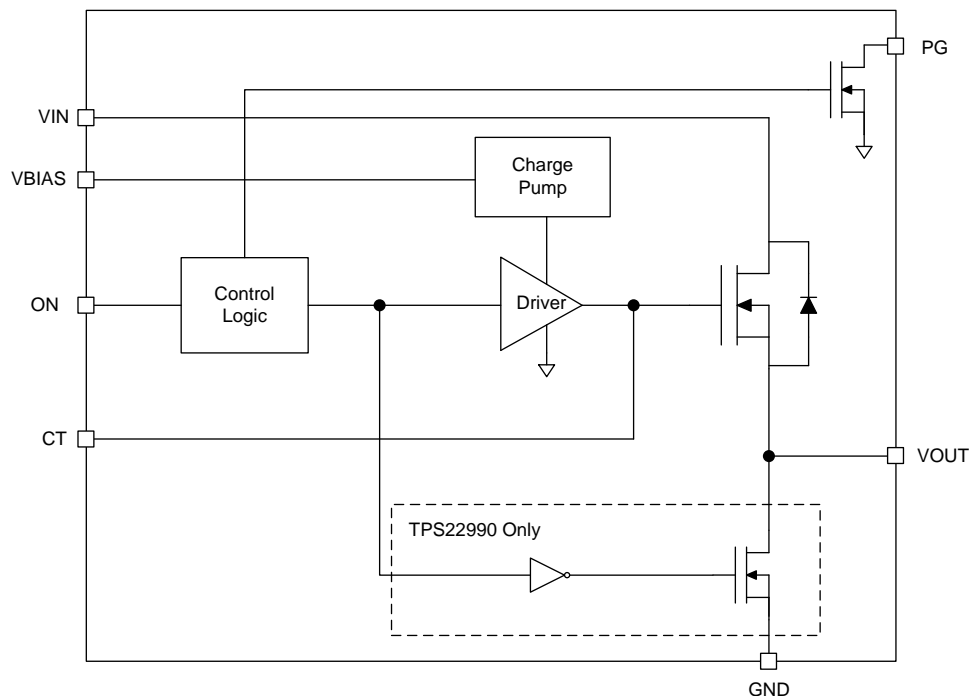 PG
VIN
VBIAS
Charge
Pump
ON
Control
Logic
Driver
CT
VOUT
TPS22990 Only
GND